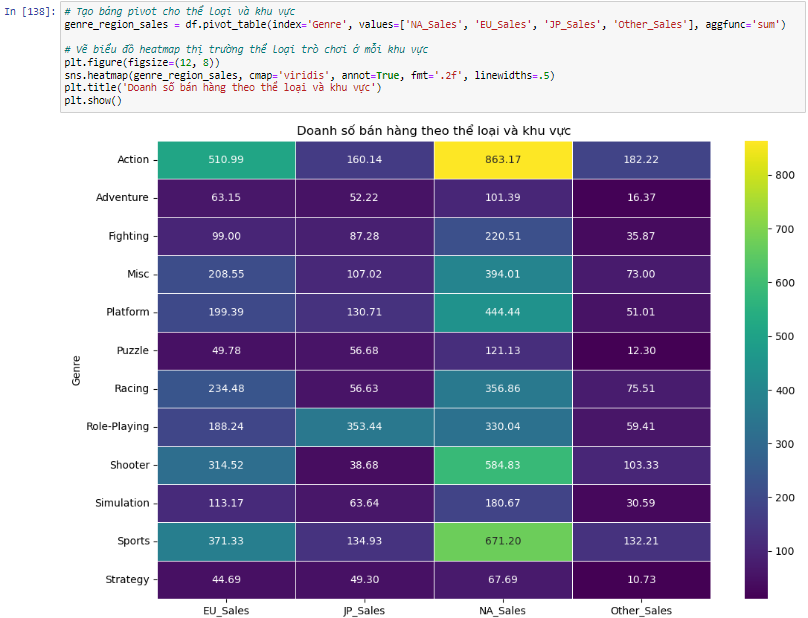 In [138]: # Tạo bảng pivot cho thể loại và khu vực
genre_region_sales = df.pivot_table(index='Genre', values=['NA_Sales', 'EU_Sales', 'JP_Sales', 'Other_Sales'], aggfunc='sum')
# Vẽ biểu đồ heatmap thị trường thể loại trò chơi ở mỗi khu vực
plt.figure(figsize=(12, 8))
sns.heatmap(genre_region_sales, cmap='viridis', annot=True, fmt='.2f', linewidths=.5)
plt.title('Doanh số bán hàng theo thể loại và khu vực')
plt.show()
Doanh số bán hàng theo thể loại và khu vực
Action 510.99 160.14 863.17 182.22
Adventure 63.15 52.22 101.39 16.37
Fighting 99.00 87.28 220.51 35.87
Misc 208.55 107.02 394.01 73.00
Platform 199.39 130.71 444.44 51.01
Puzzle 49.78 56.68 121.13 12.30
Racing 234.48 56.63 356.86 75.51
Role-Playing 188.24 353.44 330.04 59.41
Shooter 314.52 38.68 584.83 103.33
Simulation 113.17 63.64 180.67 30.59
Sports 371.33 134.93 671.20 132.21
Strategy 44.69 49.30 67.69 10.73
Genre
EU_Sales JP_Sales NA_Sales Other_Sales
800
700
600
500
400
300
200
100